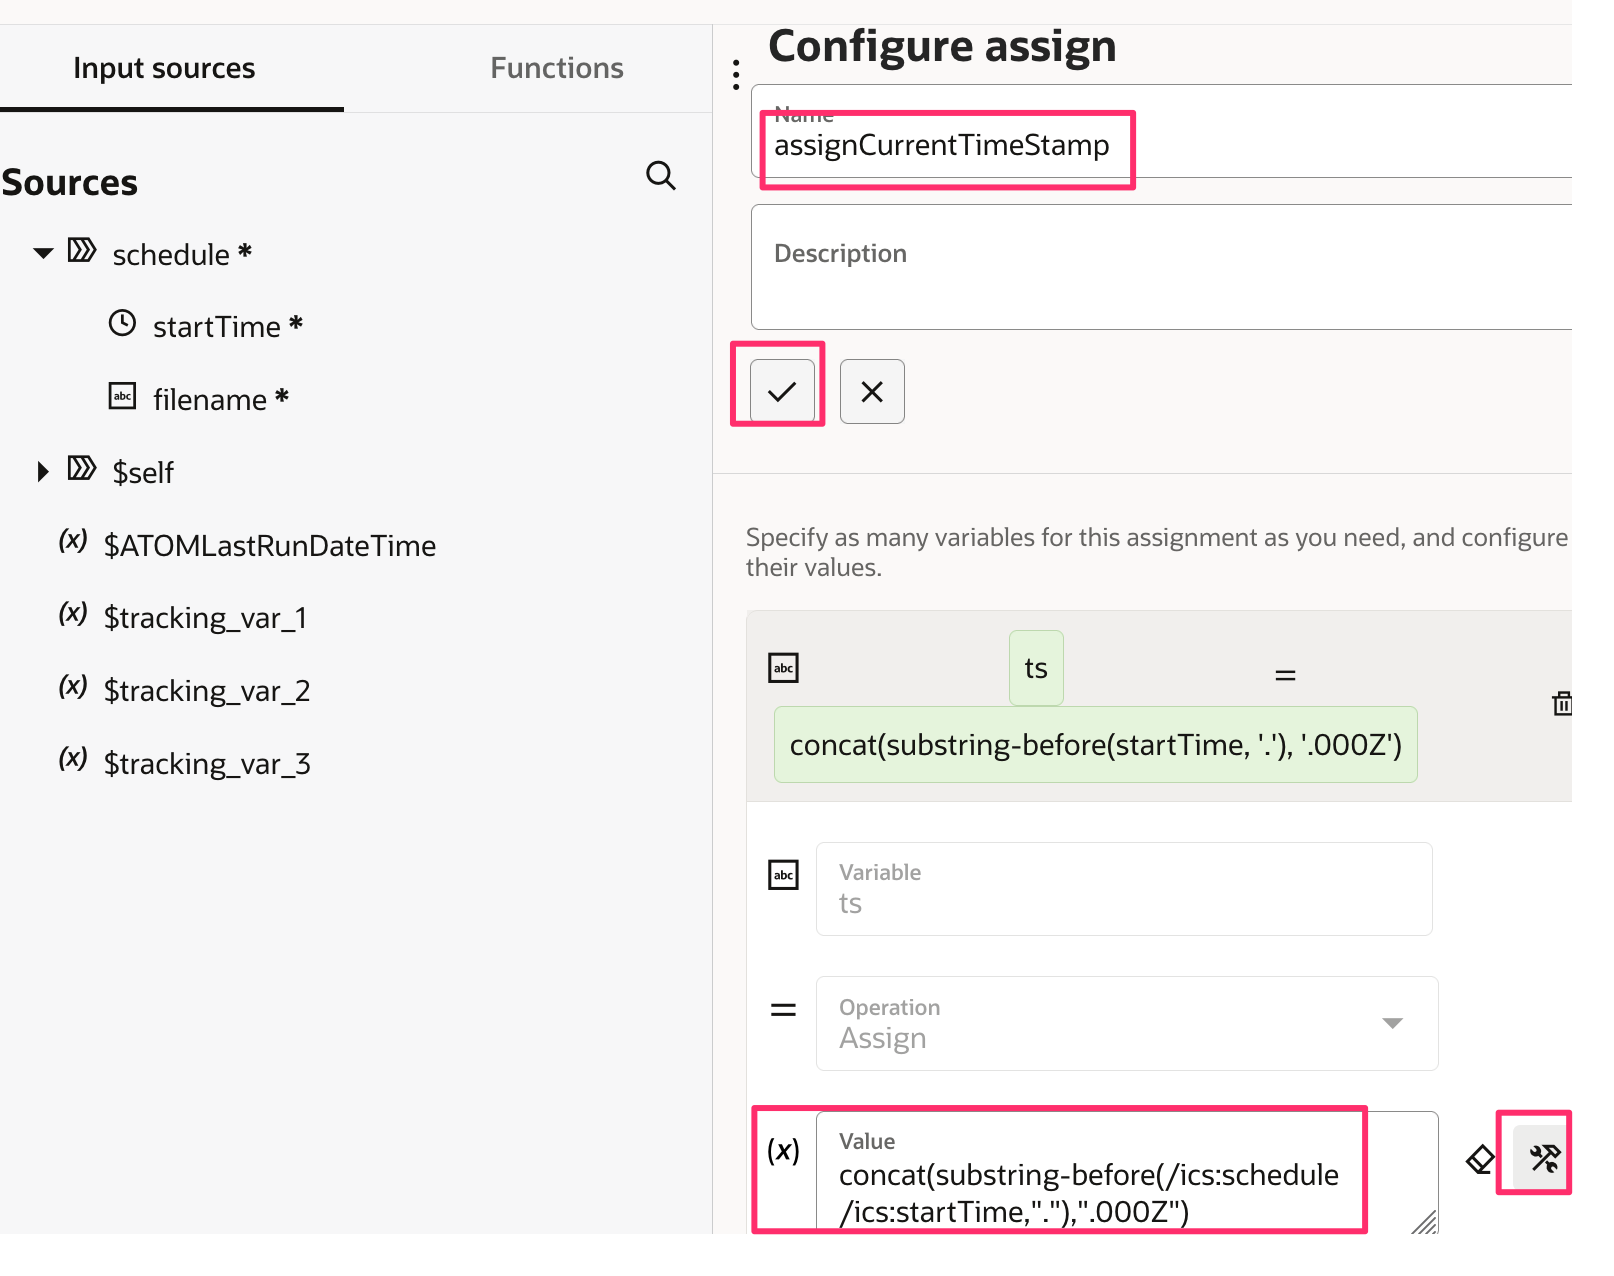 Input sources
Functions
Sources
schedule *
startTime *
abc
filename *
$self
(x) $ATOMLastRunDateTime
(x) $tracking_var_1
(x) $tracking_var_2
(x) $tracking_var_3
Configure assign
Name
assignCurrentTimeStamp
Description
Specify as many variables for this assignment as you need, and configure
their values.
abc
ts
=
concat(substring-before(startTime, '.'), '.000Z')
abc
Variable
ts
=
Operation
Assign
(x)
Value
concat(substring-before(/ics:schedule
/ics:startTime,"."),".000Z")